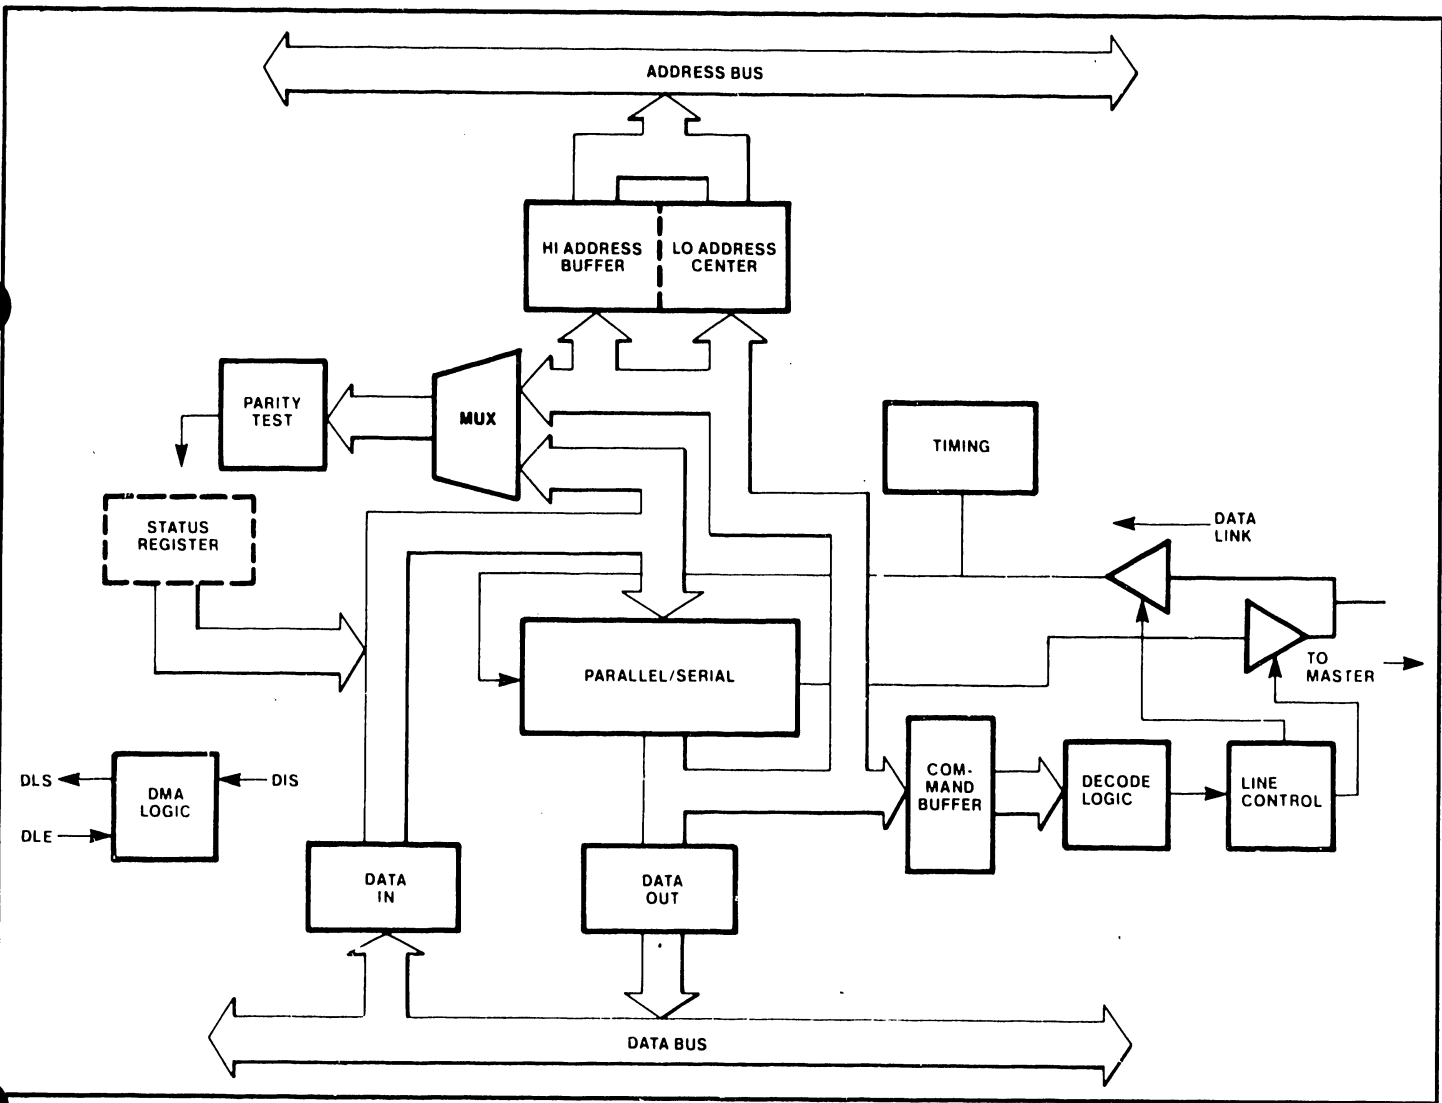 ADDRESS BUS
HI ADDRESS
BUFFER
LO ADDRESS
CENTER
PARITY
TEST
MUX
TIMING
STATUS
REGISTER
DATA
LINK
PARALLEL/SERIAL
TO
MASTER
DLS
DLE
DMA
LOGIC
DIS
COM-
MAND
BUFFER
DECODE
LOGIC
LINE
CONTROL
DATA
IN
DATA
OUT
DATA BUS